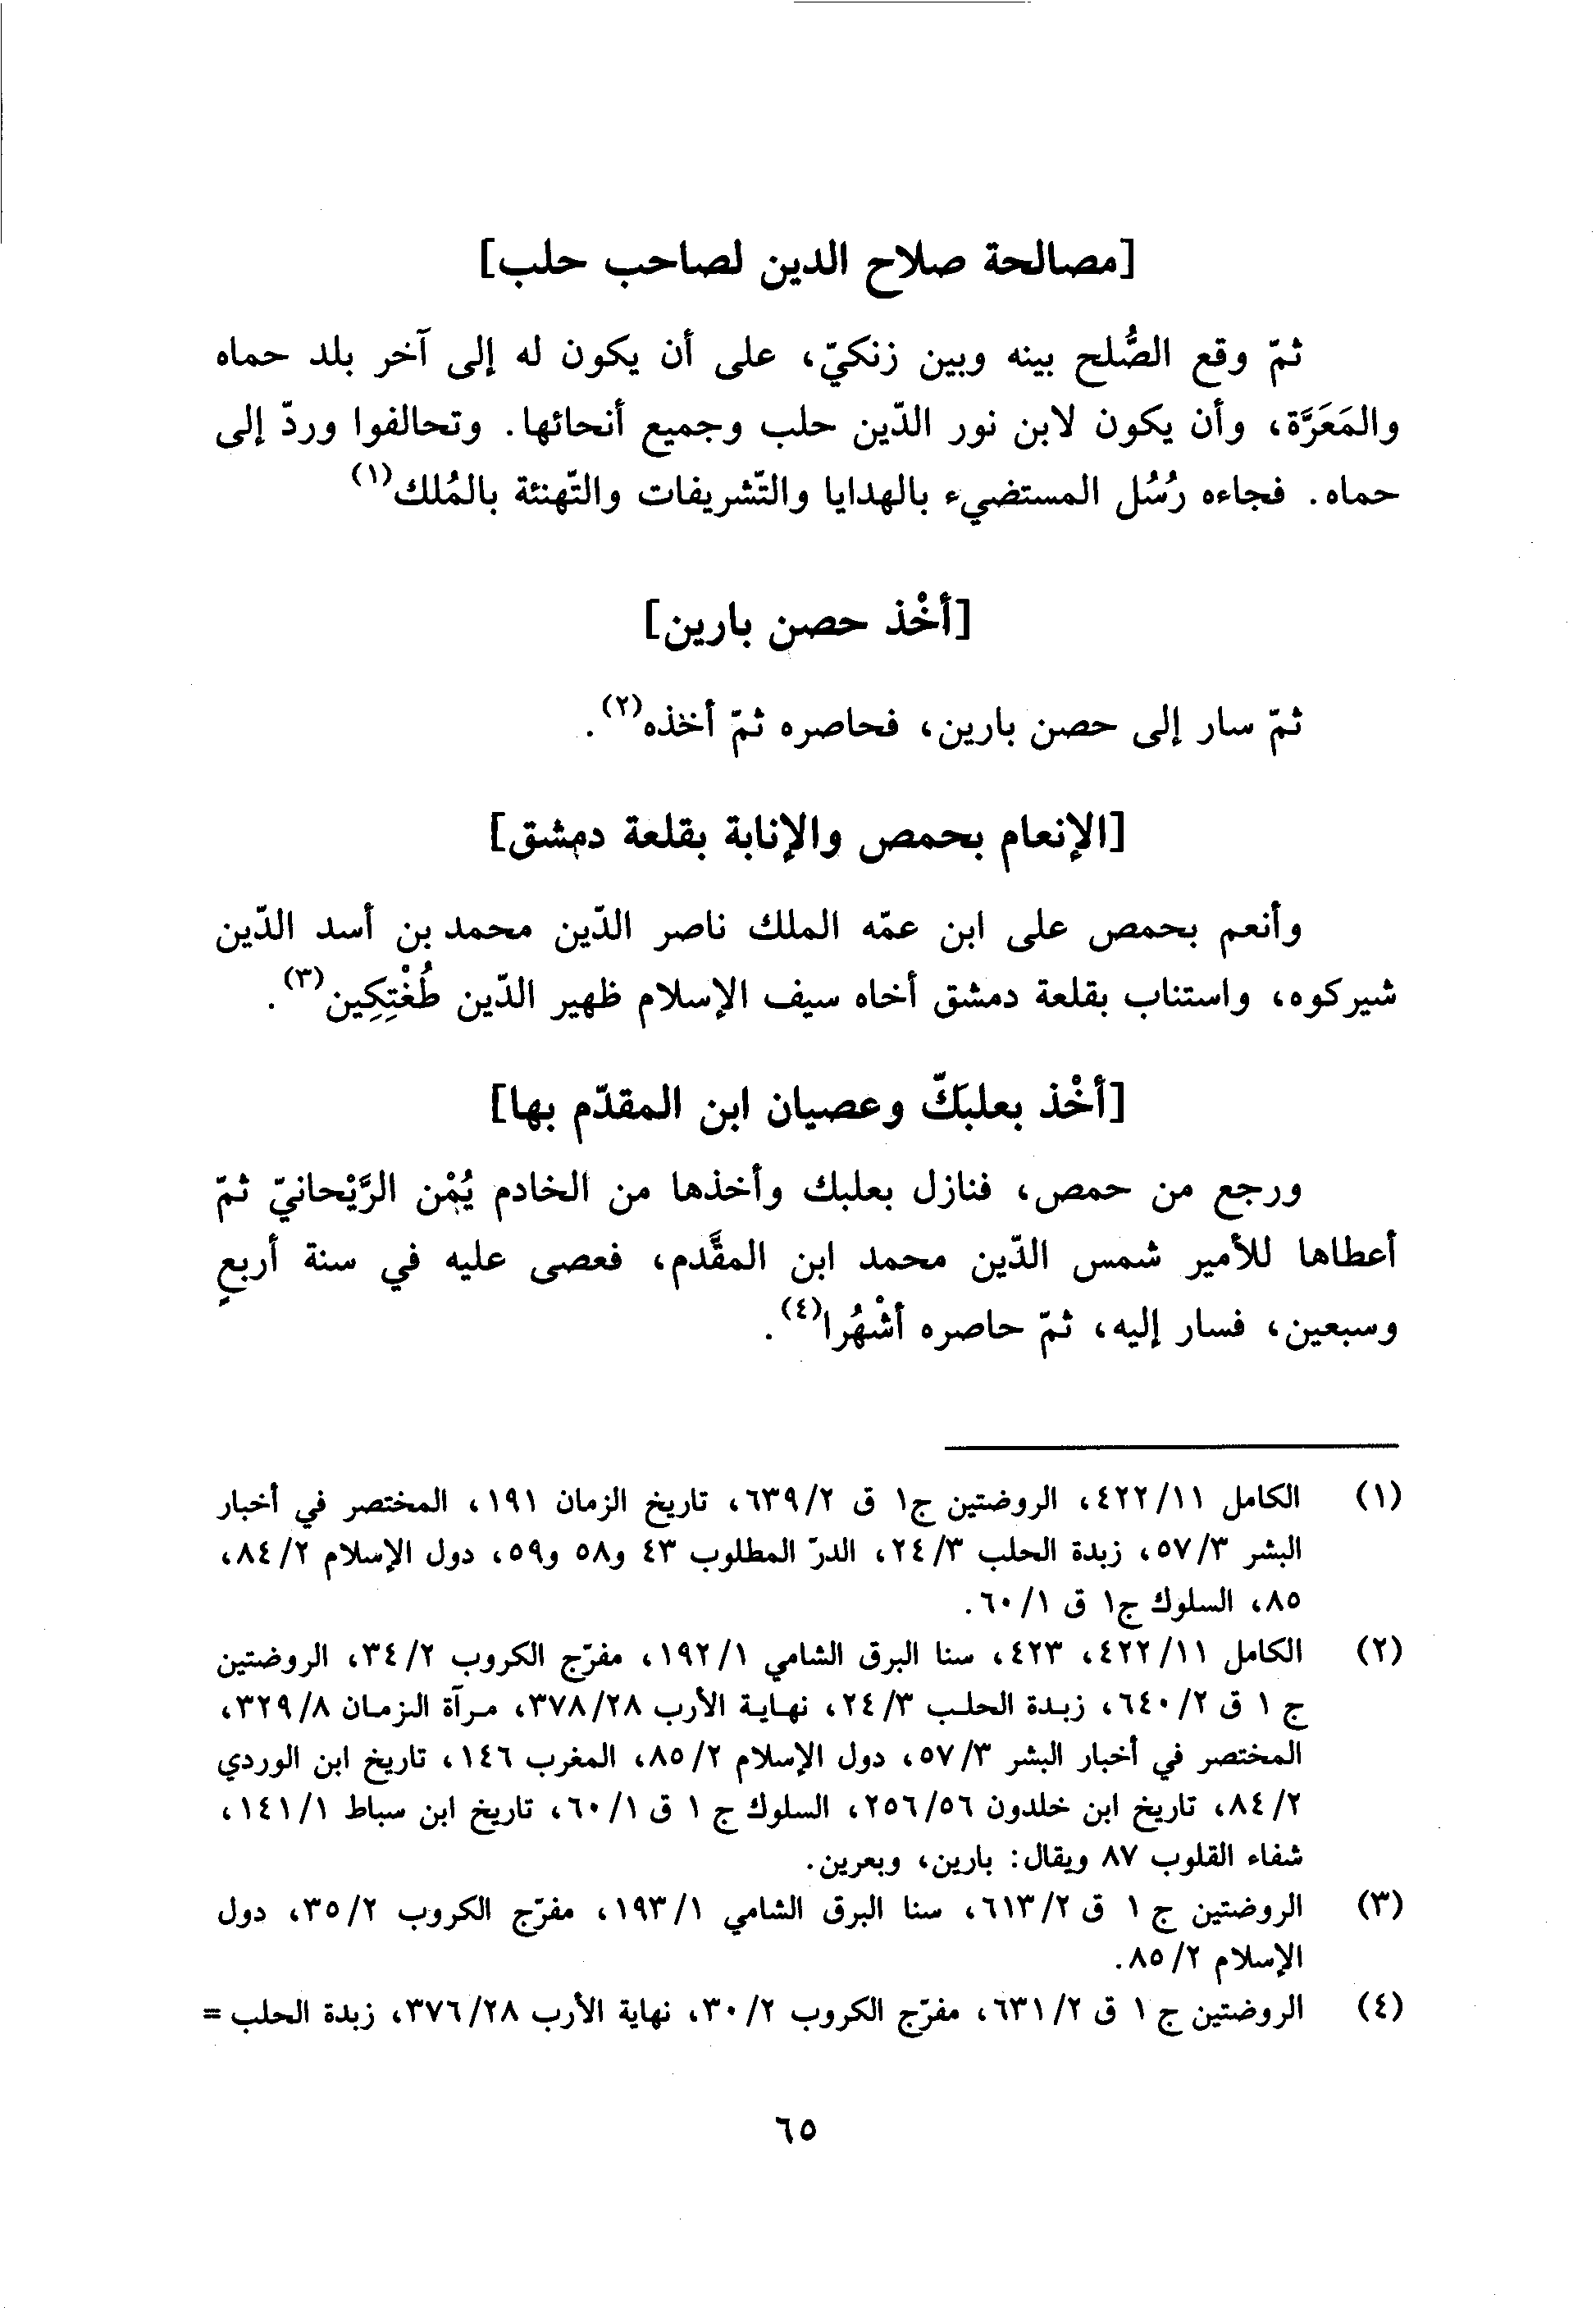 [مصالحة صلاح الدين لصاحب حلب]
ثمّ وقع الصُّلح بينه وبين زنكيّ، على أن يكون له إلى آخر بلد حماه
والمَعَرَّة، وأن يكون لابن نور الدّين حلب وجميع أنحائها. وتحالفوا وردّ إلى
حماه. فجاءه رُسُل المستضيء بالهدايا والتّشريفات والتّهنئة بالمُلك(١)
[أخْذ حصن بارين]
ثمّ سار إلى حصن بارين، فحاصره ثمّ أخذه(٢).
[الإنعام بحمص والإنابة بقلعة دمشق]
وأنعم بحمص على ابن عمّه الملك ناصر الدّين محمد بن أسد الدّين
شيركوه، واستناب بقلعة دمشق أخاه سيف الإسلام ظهير الدّين طُغْتِكِين(٣).
[أخْذ بعلبَكّ وعصيان ابن المقدّم بها]
ورجع من حمص، فنازل بعلبك وأخذها من الخادم يُمْن الرَّيْحانيّ ثمّ
أعطاها للأمير شمس الدّين محمد ابن المقَّدم، فعصى عليه في سنة أربعٍ
وسبعين، فسار إليه، ثمّ حاصره أشْهُرا(٤).
(١) الكامل ٤٢٢/١١، الروضتين ج١ ق ٦٣٩/٢، تاريخ الزمان ١٩١، المختصر في أخبار
البشر ٥٧/٣، زبدة الحلب ٢٤/٣، الدرّ المطلوب ٤٣ و٥٨ و٥٩، دول الإسلام ٨٤/٢،
٨٥، السلوك ج١ ق ٦٠/١.
(٢) الكامل ٤٢٢/١١، ٤٢٣، سنا البرق الشامي ١٩٢/١، مفرّج الكروب ٣٤/٢، الروضتين
ج ١ ق ٦٤٠/٢، زبدة الحلب ٢٤/٣، نهاية الأرب ٣٧٨/٢٨، مرآة الزمان ٣٢٩/٨،
المختصر في أخبار البشر ٥٧/٣، دول الإسلام ٨٥/٢، المغرب ١٤٦، تاريخ ابن الوردي
٨٤/٢، تاريخ ابن خلدون ٢٥٦/٥٦، السلوك ج ١ ق ٦٠/١، تاريخ ابن سباط ١٤١/١،
شفاء القلوب ٨٧ ويقال: بارين، وبعرين.
(٣) الروضتين ج ١ ق ٦١٣/٢، سنا البرق الشامي ١٩٣/١، مفرّج الكروب ٣٥/٢، دول
الإسلام ٨٥/٢.
(٤) الروضتين ج ١ ق ٦٣١/٢، مفرّج الكروب ٣٠/٢، نهاية الأرب ٣٧٦/٢٨، زبدة الحلب =
٦٥